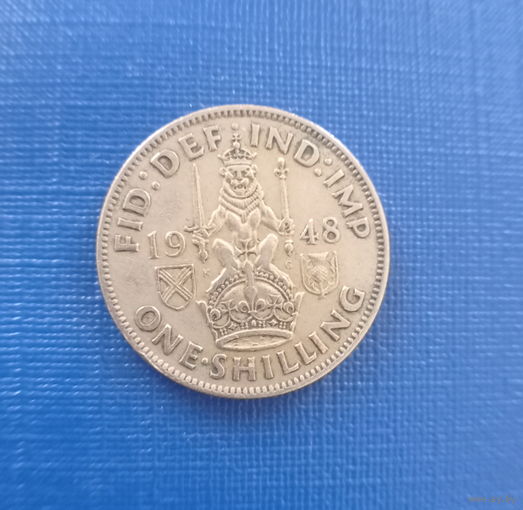 FID: DEF IND: IMP
19 48
ONE·SHILLING